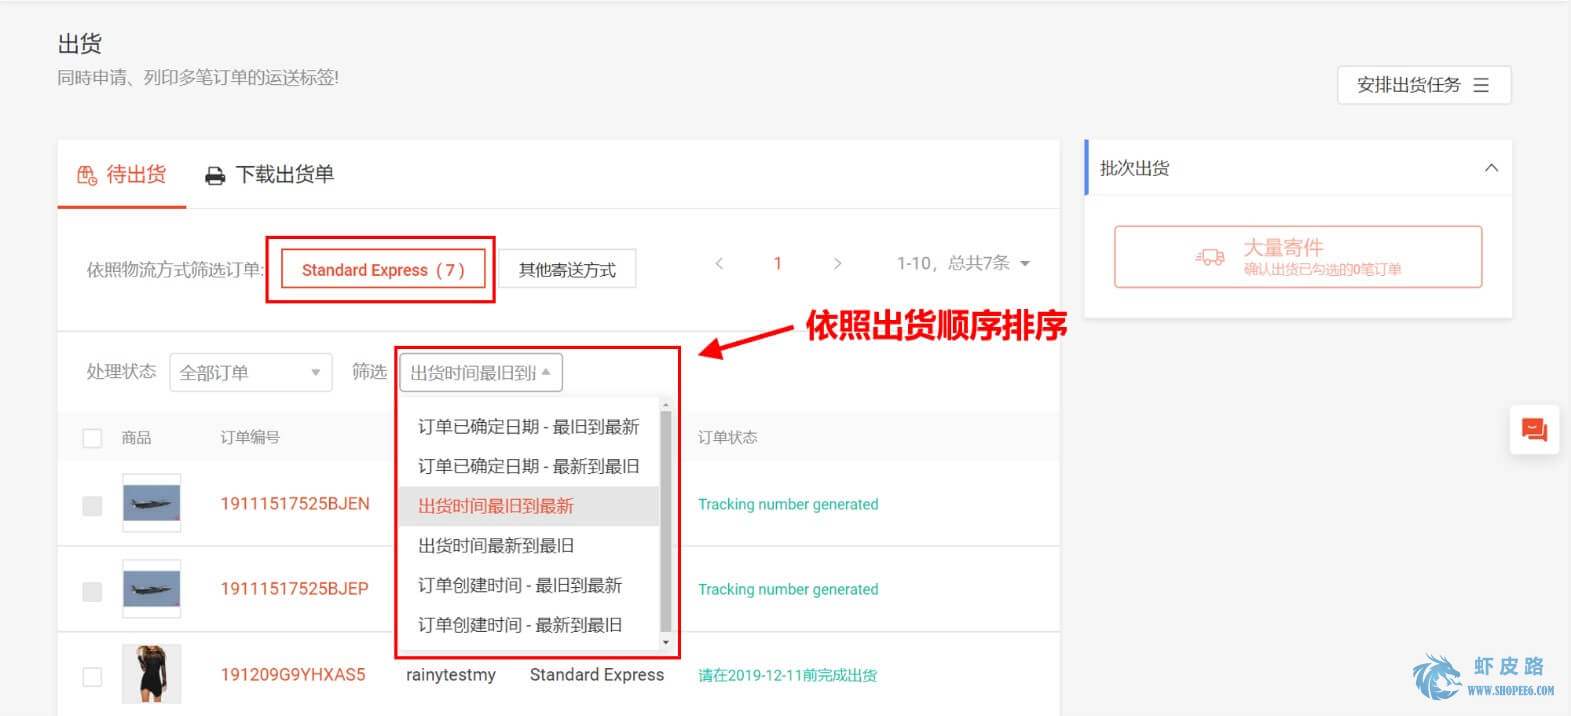 出货
同時申请、列印多笔订单的运送标签!
安排出货任务
待出货
下载出货单
批次出货
依照物流方式筛选订单:
Standard Express ( 7 )
其他寄送方式
1
1-10，总共7条
大量寄件
确认出货已勾选的0笔订单
依照出货顺序排序
处理状态
全部订单
筛选
出货时间最旧到
订单已确定日期 - 最旧到最新
订单已确定日期 - 最新到最旧
出货时间最旧到最新
出货时间最新到最旧
订单创建时间 - 最旧到最新
订单创建时间 - 最新到最旧
商品
订单编号
订单状态
19111517525BJEN
Tracking number generated
19111517525BJEP
Tracking number generated
191209G9YHXAS5
rainytestmy
Standard Express
请在2019-12-11前完成出货
虾皮路
WWW.SHOPEE6.COM